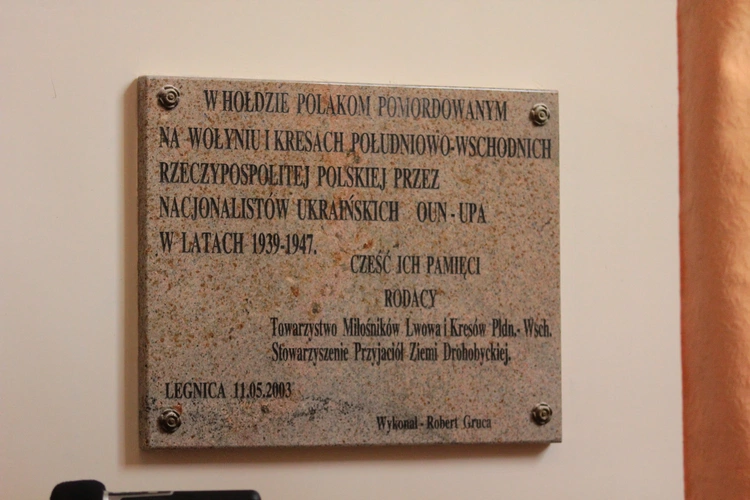 W HOŁDZIE POLAKOM POMORDOWANYM
NA WOŁYNIU I KRESACH POŁUDNIOWO-WSCHODNICH
RZECZYPOSPOLITEJ POLSKIEJ PRZEZ
NACJONALISTÓW UKRAIŃSKICH OUN - UPA
W LATACH 1939-1947.
CZEŚĆ ICH PAMIĘCI
RODACY
Towarzystwo Miłośników Lwowa i Kresów Płdn.- Wsch.
Stowarzyszenie Przyjaciół Ziemi Drohobyckiej.
LEGNICA 11.05.2003
Wykonał - Robert Gruca